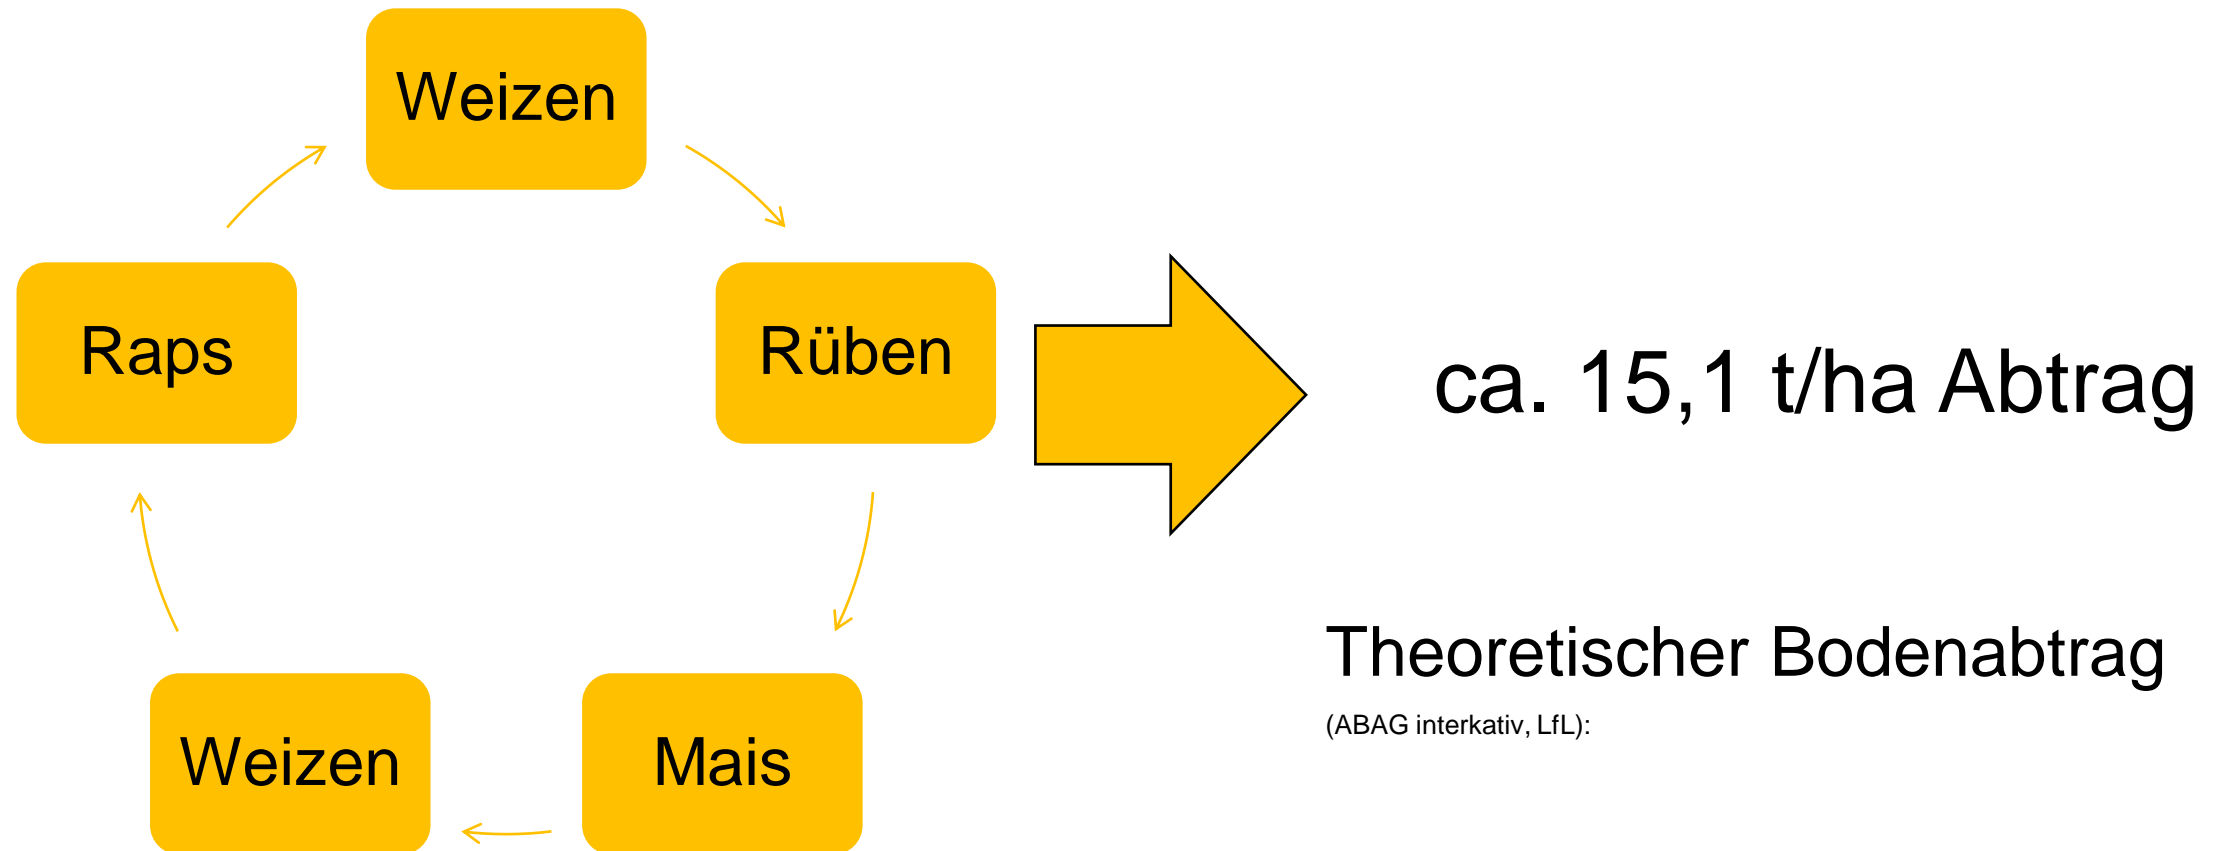 Weizen
Raps
Rüben
ca. 15,1 t/ha Abtrag
Theoretischer Bodenabtrag
(ABAG interkativ, LfL):
Weizen
Mais